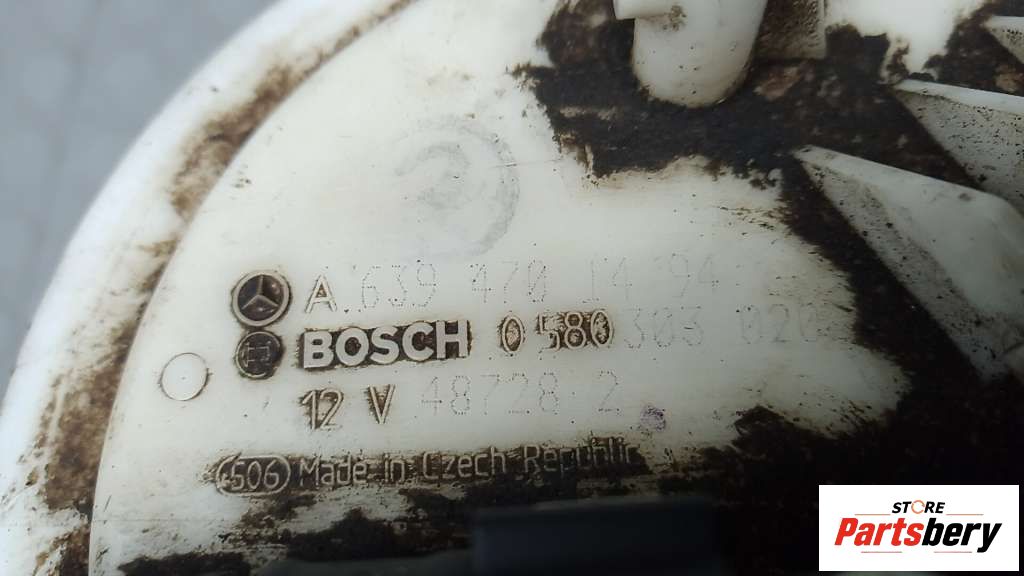 A 639 470 14 94
BOSCH 0 580 303 020
12 V 48728 2
506 Made in Czech Republic
STORE
Partsbery